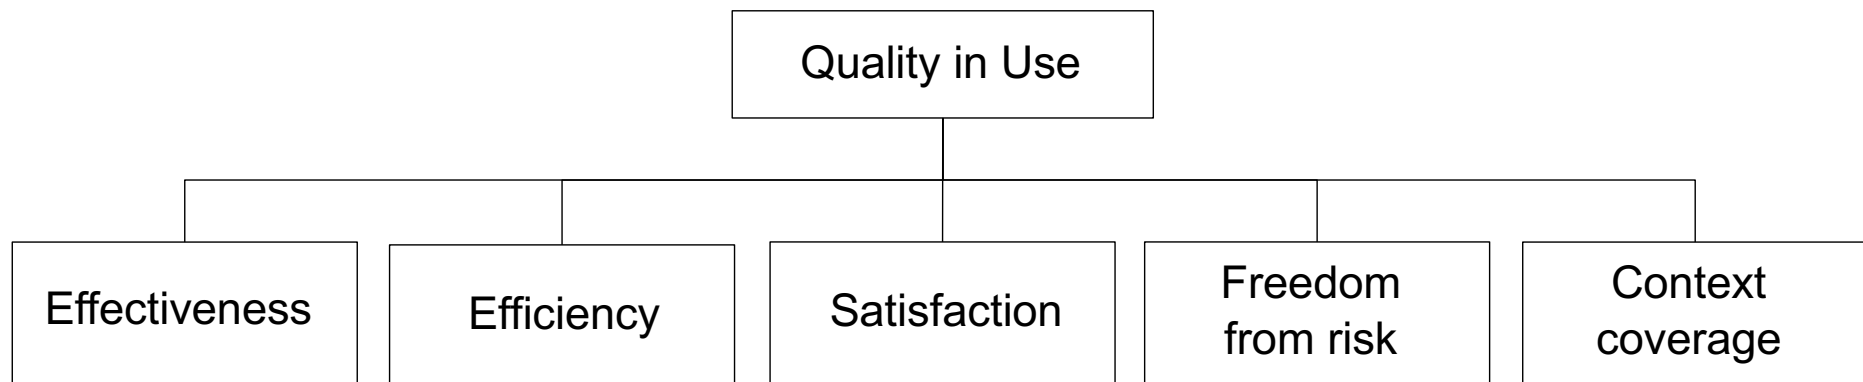 Quality in Use
Effectiveness
Efficiency
Satisfaction
Freedom
from risk
Context
coverage